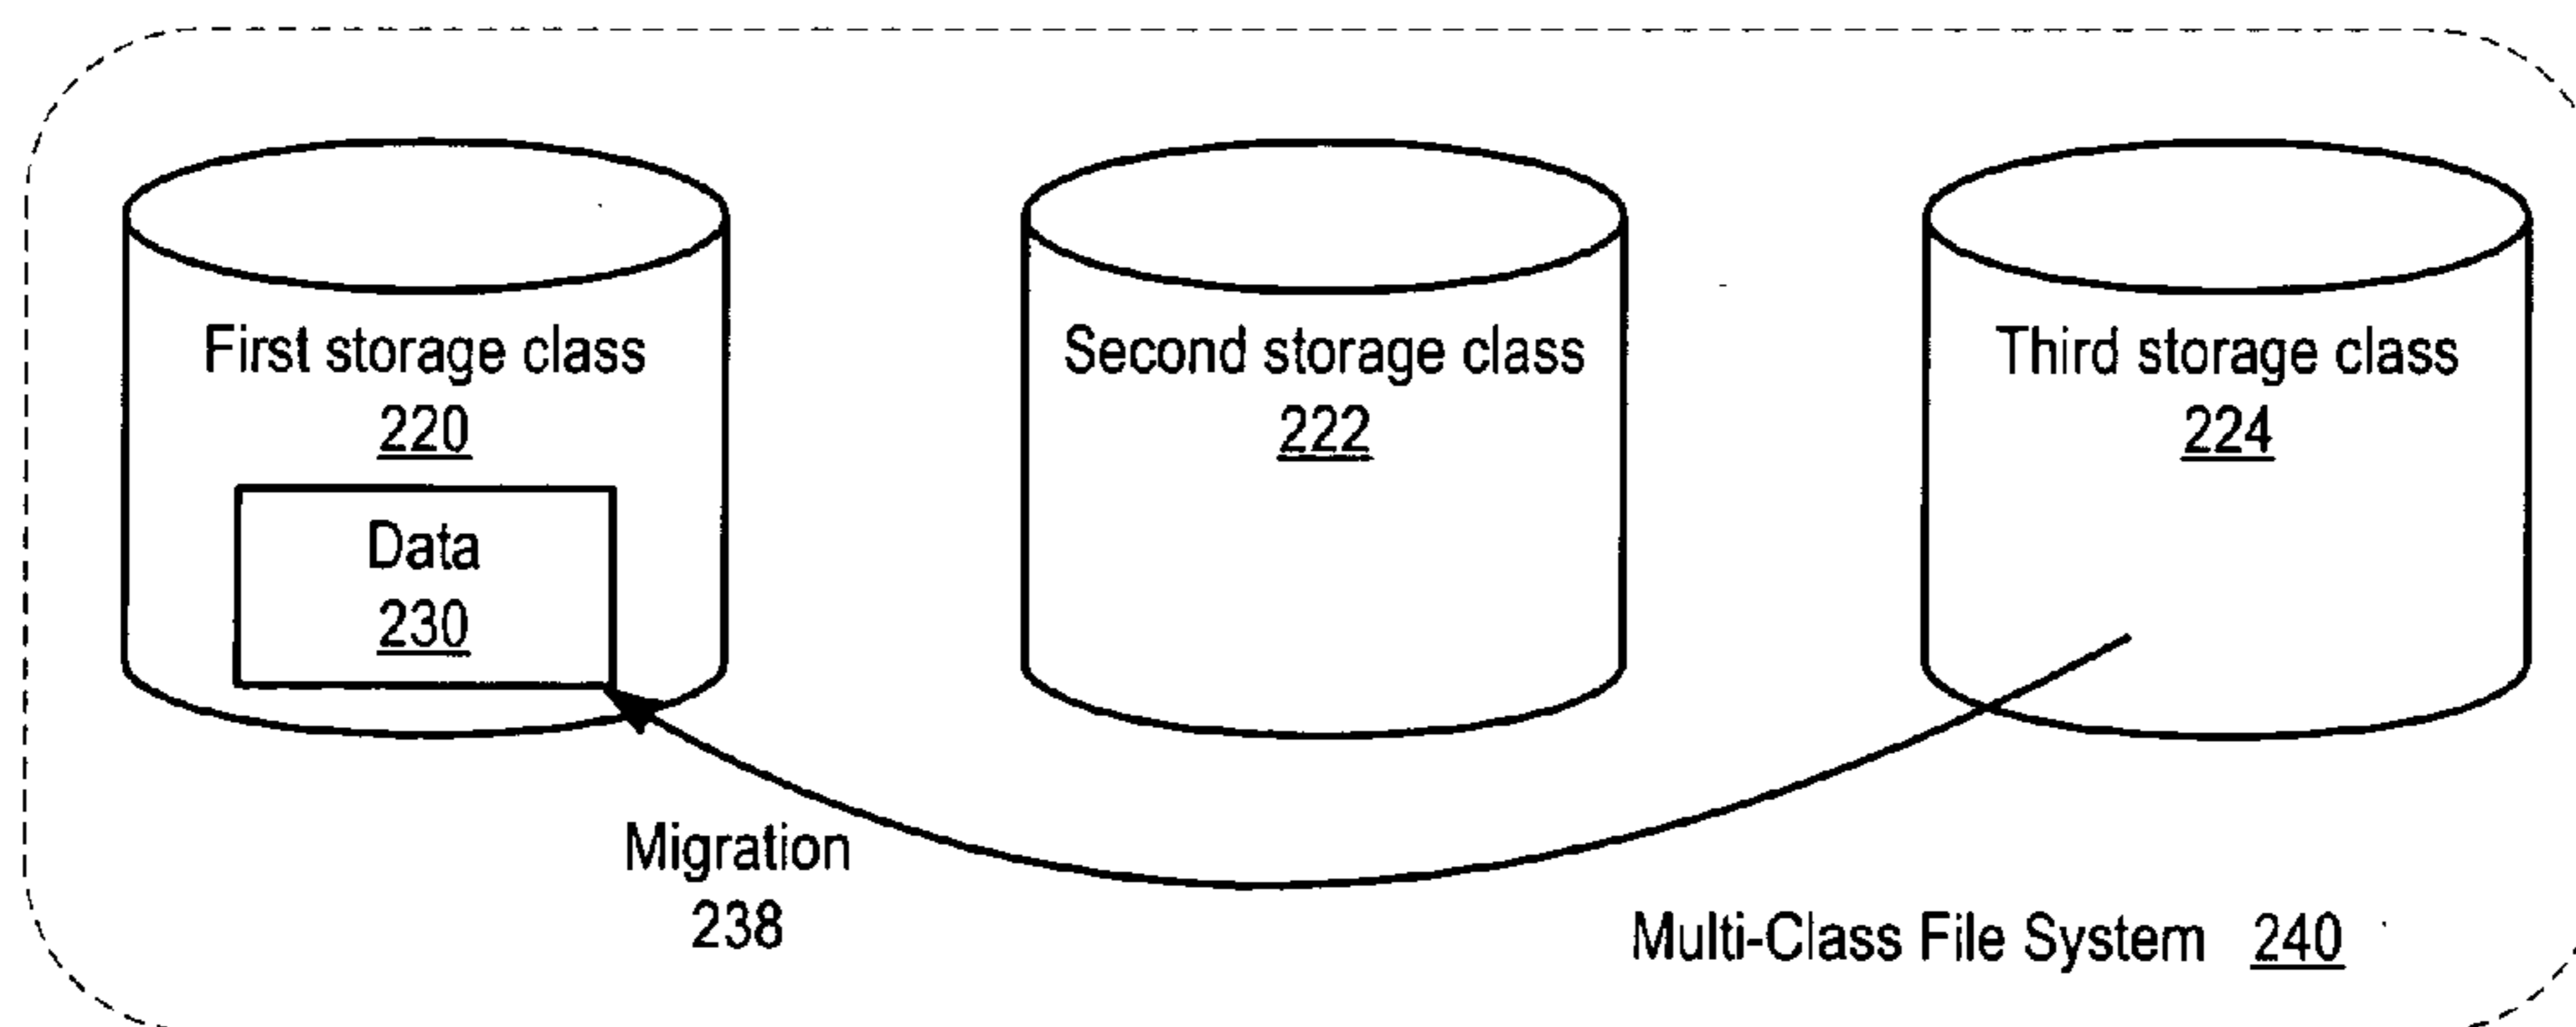 First storage class
220
Data
230
Second storage class
222
Third storage class
224
Migration
238
Multi-Class File System 240